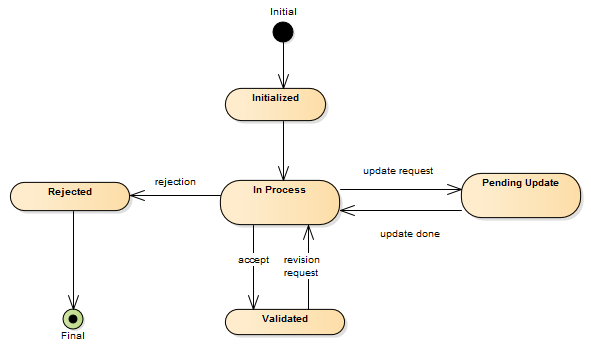 Initial
Initialized
rejection
update request
Rejected
In Process
Pending Update
update done
accept
revision
request
Validated
Final